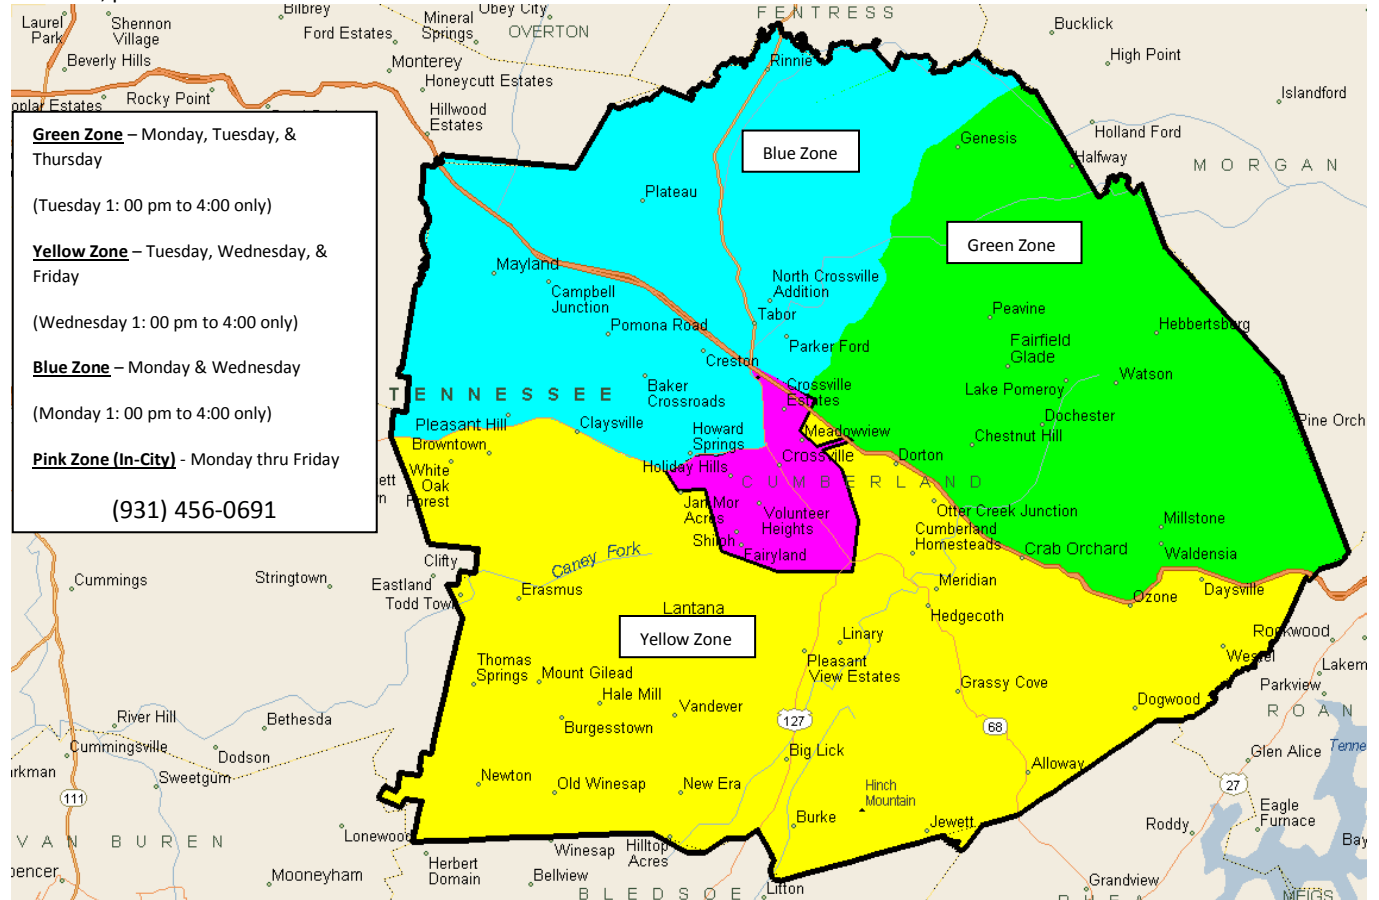 Laurel
Park
Shennon
Village
Bilbrey
Ford Estates
Mineral
Springs
Obey City
OVERTON
FENTRESS
Bucklick
High Point
Beverly Hills
Monterey
Honeycutt Estates
Rinnie
Islandford
oplar Estates
Rocky Point
Hillwood
Estates
Holland Ford
Halfway
MORGAN
Green Zone – Monday, Tuesday, &
Thursday
(Tuesday 1: 00 pm to 4:00 only)
Yellow Zone – Tuesday, Wednesday, &
Friday
(Wednesday 1: 00 pm to 4:00 only)
Blue Zone – Monday & Wednesday
(Monday 1: 00 pm to 4:00 only)
Pink Zone (In-City) - Monday thru Friday
(931) 456-0691
Blue Zone
Genesis
Plateau
Green Zone
Mayland
Campbell
Junction
North Crossville
Addition
Pomona Road
Tabor
Parker Ford
Peavine
Hebbertsburg
Fairfield
Glade
Creston
Crossville
Estates
Lake Pomeroy
Watson
TENNESSEE
Baker
Crossroads
Dochester
Pine Orch
Pleasant Hill
Claysville
Howard
Springs
Meadowview
Chestnut Hill
Browntown
White
Oak
Forest
ett
n
Holiday Hills
Crossville
Dorton
CUMBERLAND
Jan Mor
Acres
Volunteer
Heights
Otter Creek Junction
Millstone
Cumberland
Homesteads
Shiloh
Fairyland
Crab Orchard
Waldensia
Clifty
Caney Fork
Cummings
Stringtown
Eastland
Todd Town
Erasmus
Meridian
Ozone
Daysville
Lantana
Hedgecoth
Yellow Zone
Linary
Rockwood
Westel
Thomas
Springs
Mount Gilead
Pleasant
View Estates
Lakem
Hale Mill
Grassy Cove
Parkview
Vandever
Dogwood
ROAN
River Hill
Bethesda
Burgesstown
127
68
Cummingsville
Dodson
Big Lick
Glen Alice
Tenne
rkman
Sweetgum
Newton
Old Winesap
New Era
Alloway
27
111
Hinch
Mountain
Eagle
Furnace
Burke
Jewett
Roddy
VAN BUREN
Lonewood
Winesap
Hilltop
Acres
Bay
pencer
Mooneyham
Herbert
Domain
Bellview
BLEDSOE
Litton
Grandview
RHEA
MEIGS